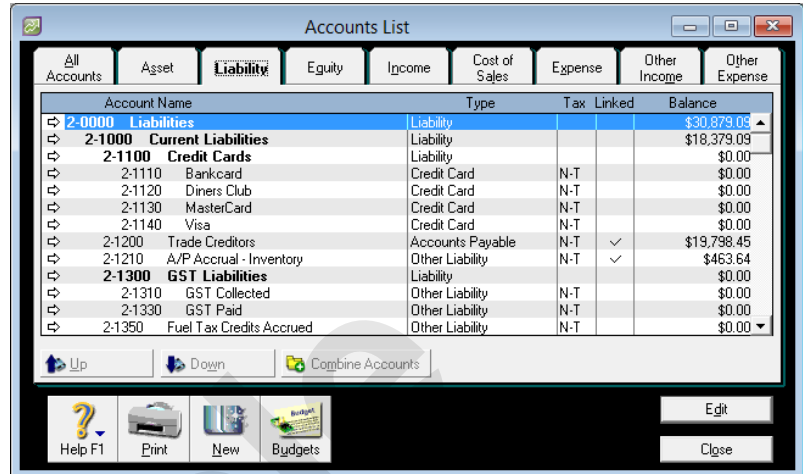 Accounts List
All Accounts Asset Liability Equity Income Cost of Sales Expense Other Income Other Expense
Account Name Type Tax Linked Balance
2-0000 Liabilities Liability $30,879.09
2-1000 Current Liabilities Liability $18,379.09
2-1100 Credit Cards Liability $0.00
2-1110 Bankcard Credit Card N-T $0.00
2-1120 Diners Club Credit Card N-T $0.00
2-1130 MasterCard Credit Card N-T $0.00
2-1140 Visa Credit Card N-T $0.00
2-1200 Trade Creditors Accounts Payable N-T ✓ $19,798.45
2-1210 A/P Accrual - Inventory Other Liability N-T ✓ $463.64
2-1300 GST Liabilities Liability $0.00
2-1310 GST Collected Other Liability N-T $0.00
2-1330 GST Paid Other Liability N-T $0.00
2-1350 Fuel Tax Credits Accrued Other Liability N-T $0.00
Up Down Combine Accounts
Budget
Edit
Help F1 Print New Budgets Close